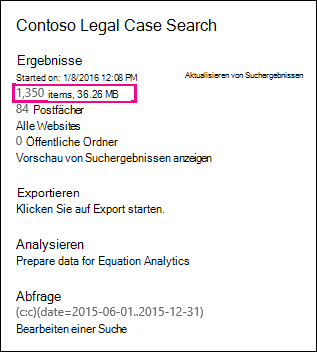 Contoso Legal Case Search
Ergebnisse
Started on: 1/8/2016 12:08 PM
Aktualisieren von Suchergebnissen
1,350 items, 36.26 MB
84 Postfächer
Alle Websites
0 Öffentliche Ordner
Vorschau von Suchergebnissen anzeigen
Exportieren
Klicken Sie auf Export starten.
Analysieren
Prepare data for Equation Analytics
Abfrage
(c:c)(date=2015-06-01..2015-12-31)
Bearbeiten einer Suche